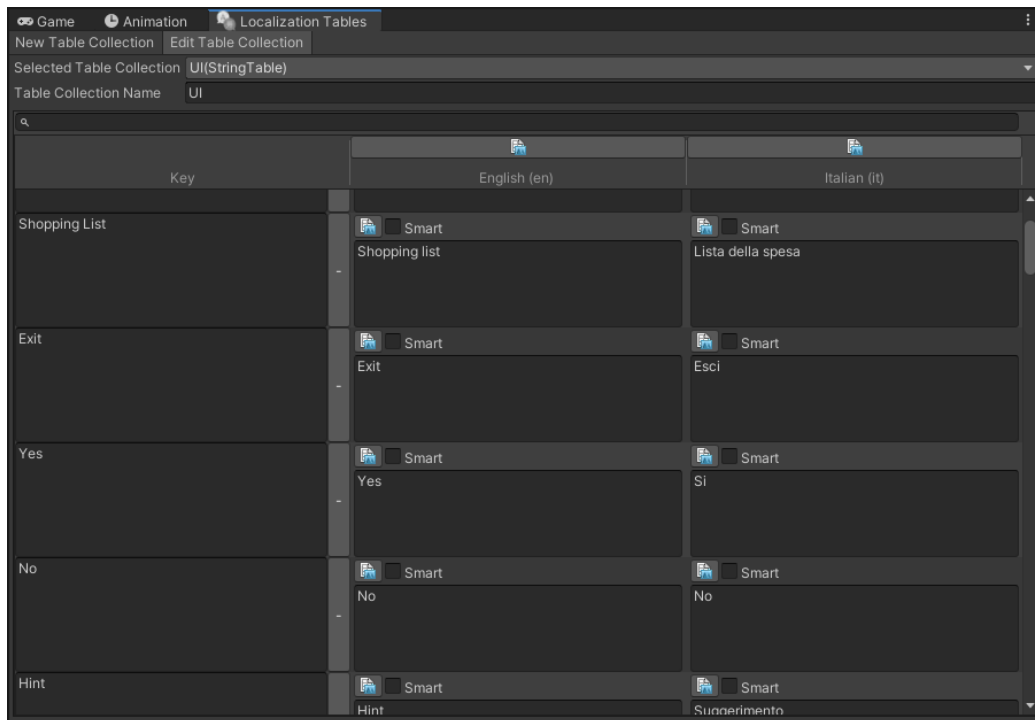 Game Animation Localization Tables
New Table Collection Edit Table Collection
Selected Table Collection UI(StringTable)
Table Collection Name UI
Key English (en) Italian (it)
Shopping List Smart Smart
Shopping list Lista della spesa
-
Exit Smart Smart
Exit Esci
-
Yes Smart Smart
Yes Si
-
No Smart Smart
No No
-
Hint Smart Smart
Hint Suggerimento